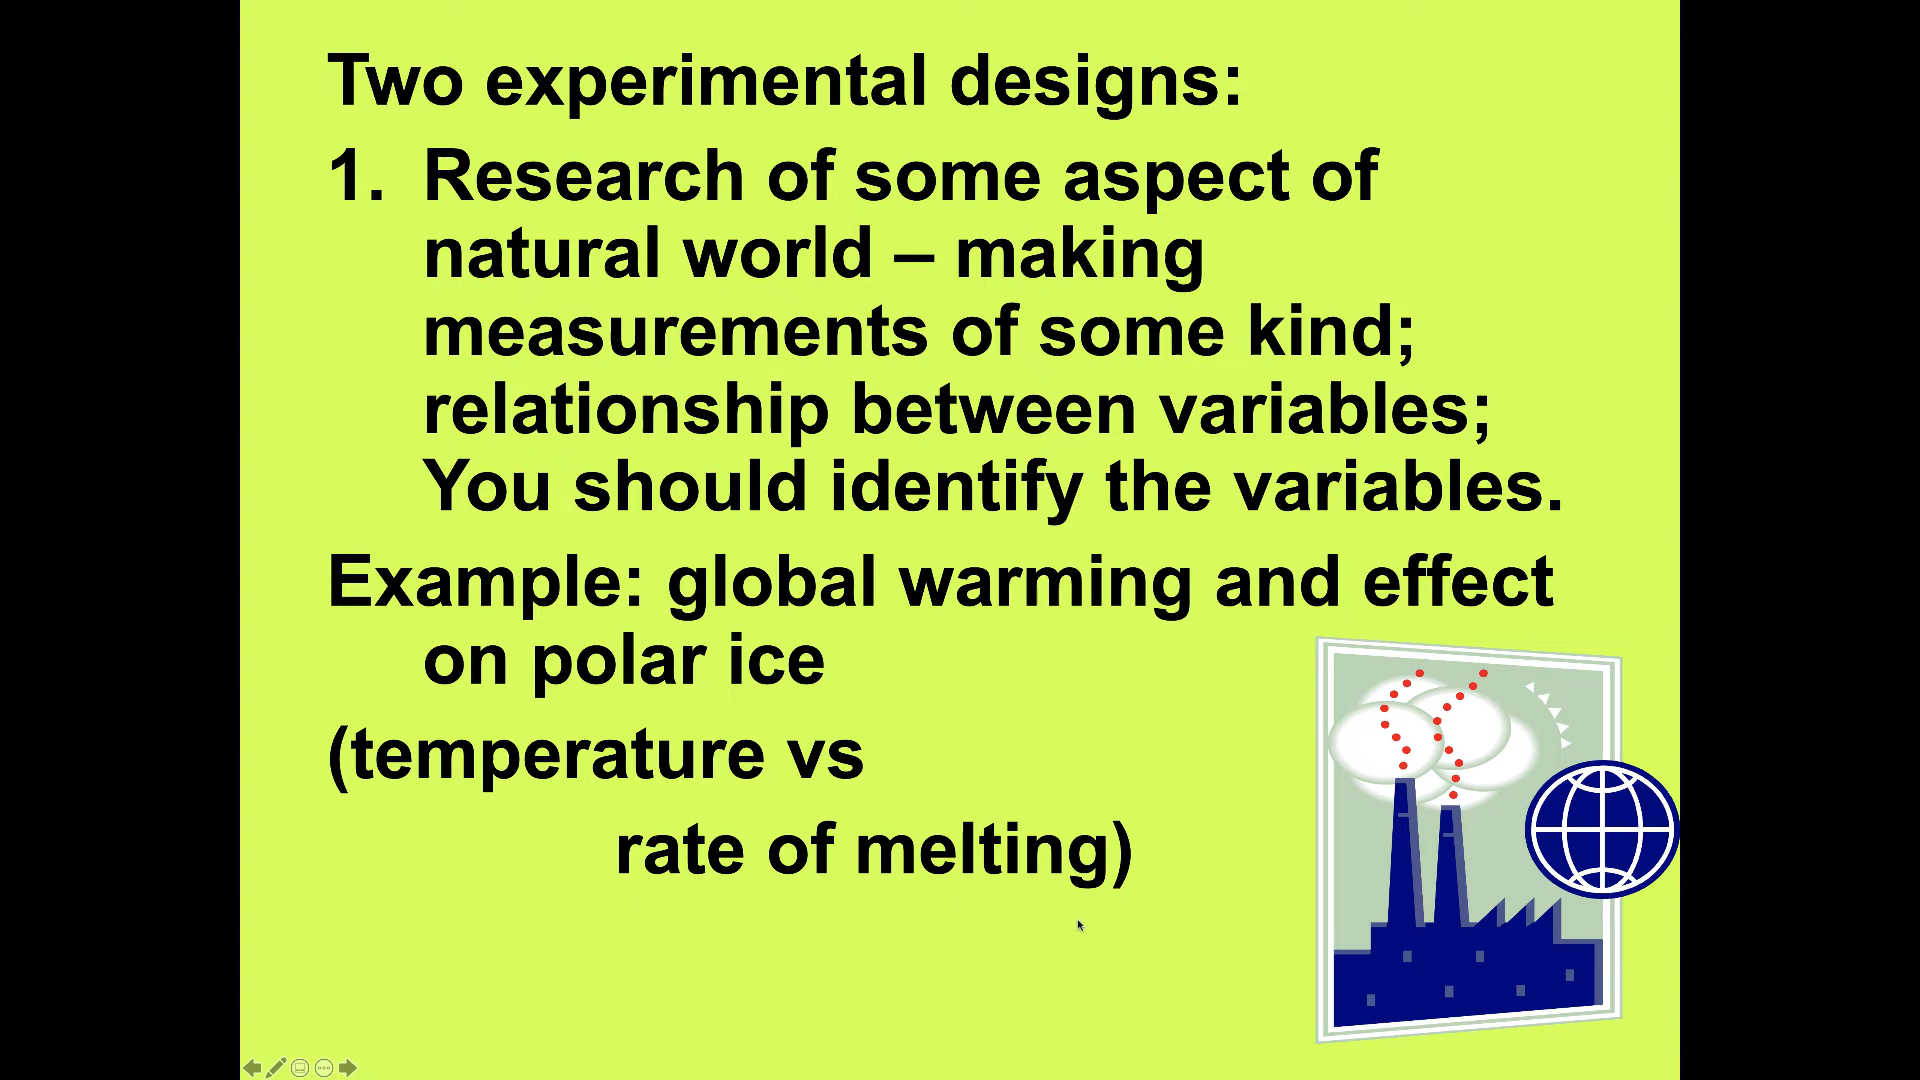 Two experimental designs:
1. Research of some aspect of
natural world – making
measurements of some kind;
relationship between variables;
You should identify the variables.
Example: global warming and effect
on polar ice
(temperature vs
rate of melting)